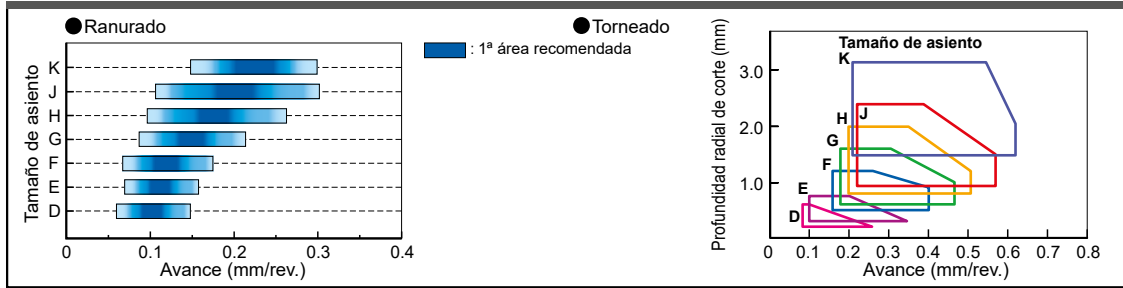 Ranurado
Torneado
: 1ª área recomendada
Tamaño de asiento
K
J
H
G
F
E
D
0
0.1
0.2
0.3
0.4
Avance (mm/rev.)
Profundidad radial de corte (mm)
Tamaño de asiento
3.0
2.0
1.0
K
J
H
G
F
E
D
0
0.1
0.2
0.3
0.4
0.5
0.6
0.7
0.8
Avance (mm/rev.)